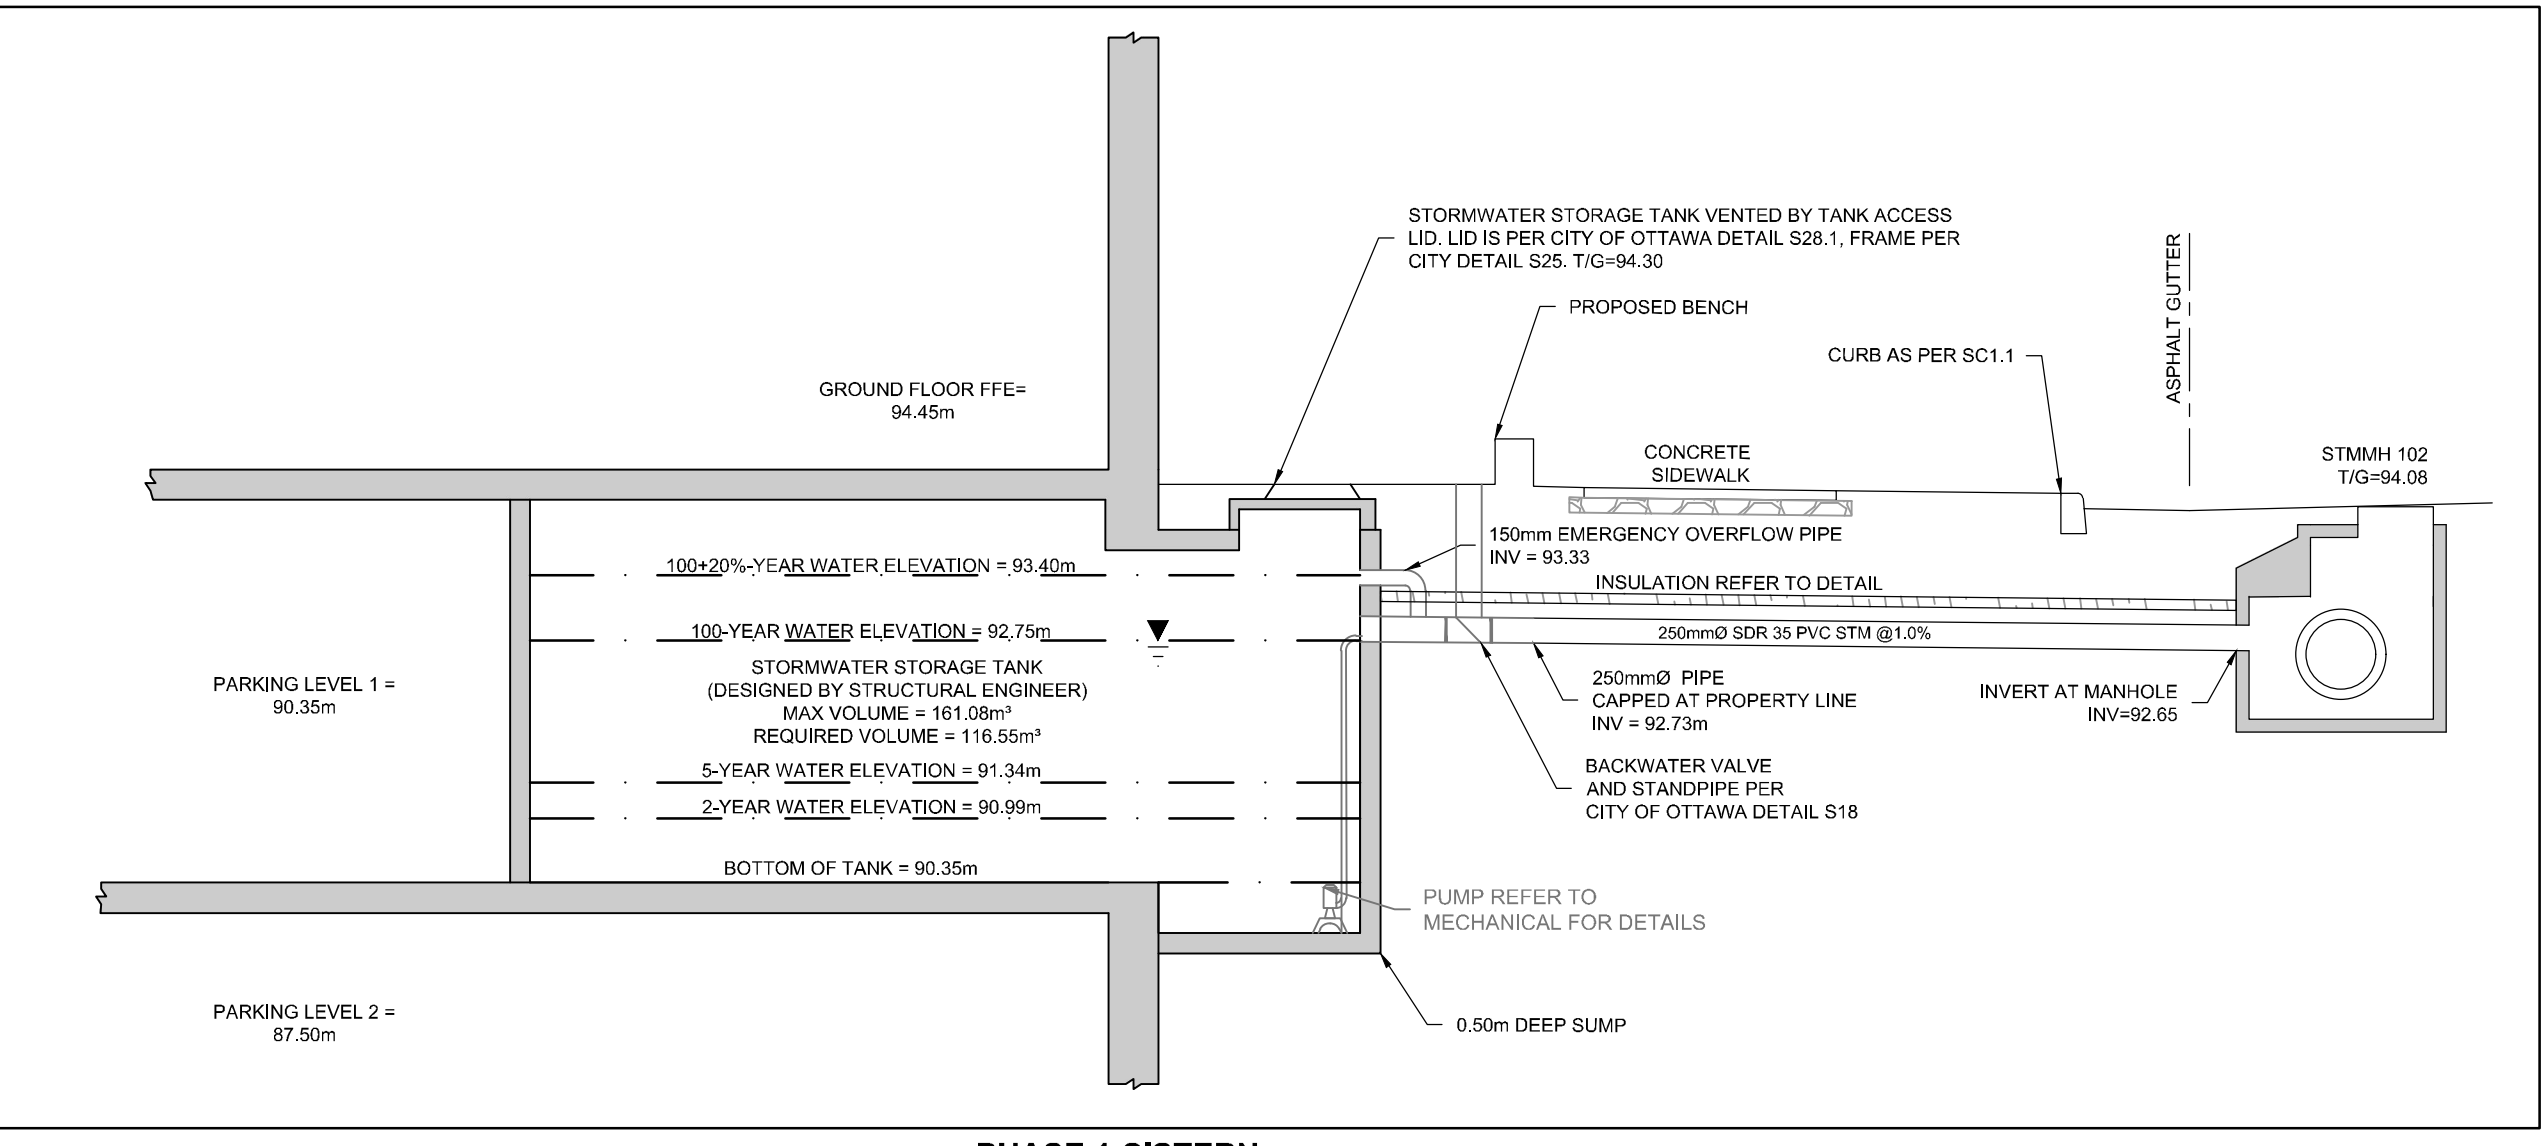 STORMWATER STORAGE TANK VENTED BY TANK ACCESS
LID. LID IS PER CITY OF OTTAWA DETAIL S28.1, FRAME PER
CITY DETAIL S25. T/G=94.30
ASPHALT GUTTER
PROPOSED BENCH
CURB AS PER SC1.1
GROUND FLOOR FFE=
94.45m
CONCRETE
SIDEWALK
STMMH 102
T/G=94.08
150mm EMERGENCY OVERFLOW PIPE
INV = 93.33
100+20%-YEAR WATER ELEVATION = 93.40m
INSULATION REFER TO DETAIL
100-YEAR WATER ELEVATION = 92.75m
250mmØ SDR 35 PVC STM @1.0%
STORMWATER STORAGE TANK
(DESIGNED BY STRUCTURAL ENGINEER)
MAX VOLUME = 161.08m³
REQUIRED VOLUME = 116.55m³
PARKING LEVEL 1 =
90.35m
250mmØ PIPE
CAPPED AT PROPERTY LINE
INV = 92.73m
INVERT AT MANHOLE
INV=92.65
5-YEAR WATER ELEVATION = 91.34m
BACKWATER VALVE
AND STANDPIPE PER
CITY OF OTTAWA DETAIL S18
2-YEAR WATER ELEVATION = 90.99m
BOTTOM OF TANK = 90.35m
PUMP REFER TO
MECHANICAL FOR DETAILS
PARKING LEVEL 2 =
87.50m
0.50m DEEP SUMP
PHASE 1 CISTERN